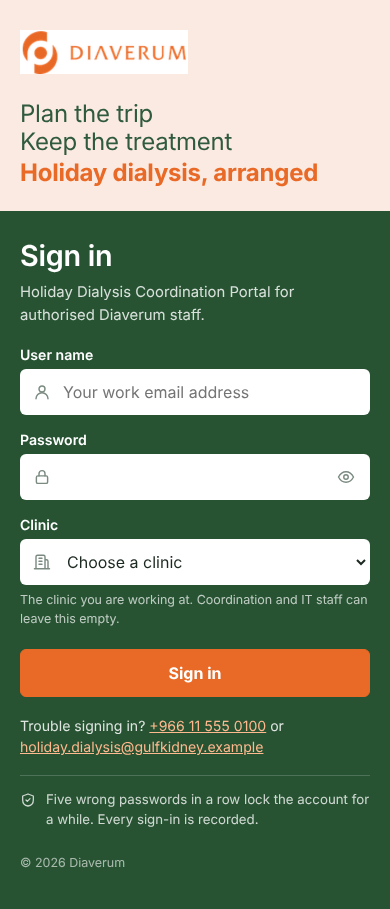 DIAVERUM
Plan the trip
Keep the treatment
Holiday dialysis, arranged
Sign in
Holiday Dialysis Coordination Portal for
authorised Diaverum staff.
User name
Your work email address
Password
Clinic
Choose a clinic
The clinic you are working at. Coordination and IT staff can
leave this empty.
Sign in
Trouble signing in? +966 11 555 0100 or
holiday.dialysis@gulfkidney.example
Five wrong passwords in a row lock the account for
a while. Every sign-in is recorded.
© 2026 Diaverum